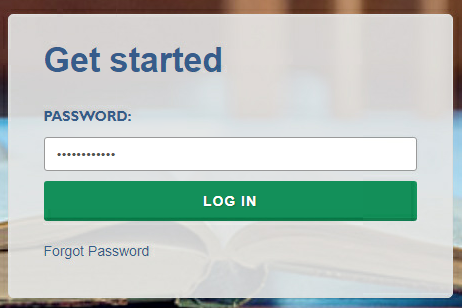 Get started
PASSWORD:
••••••••••••
LOG IN
Forgot Password